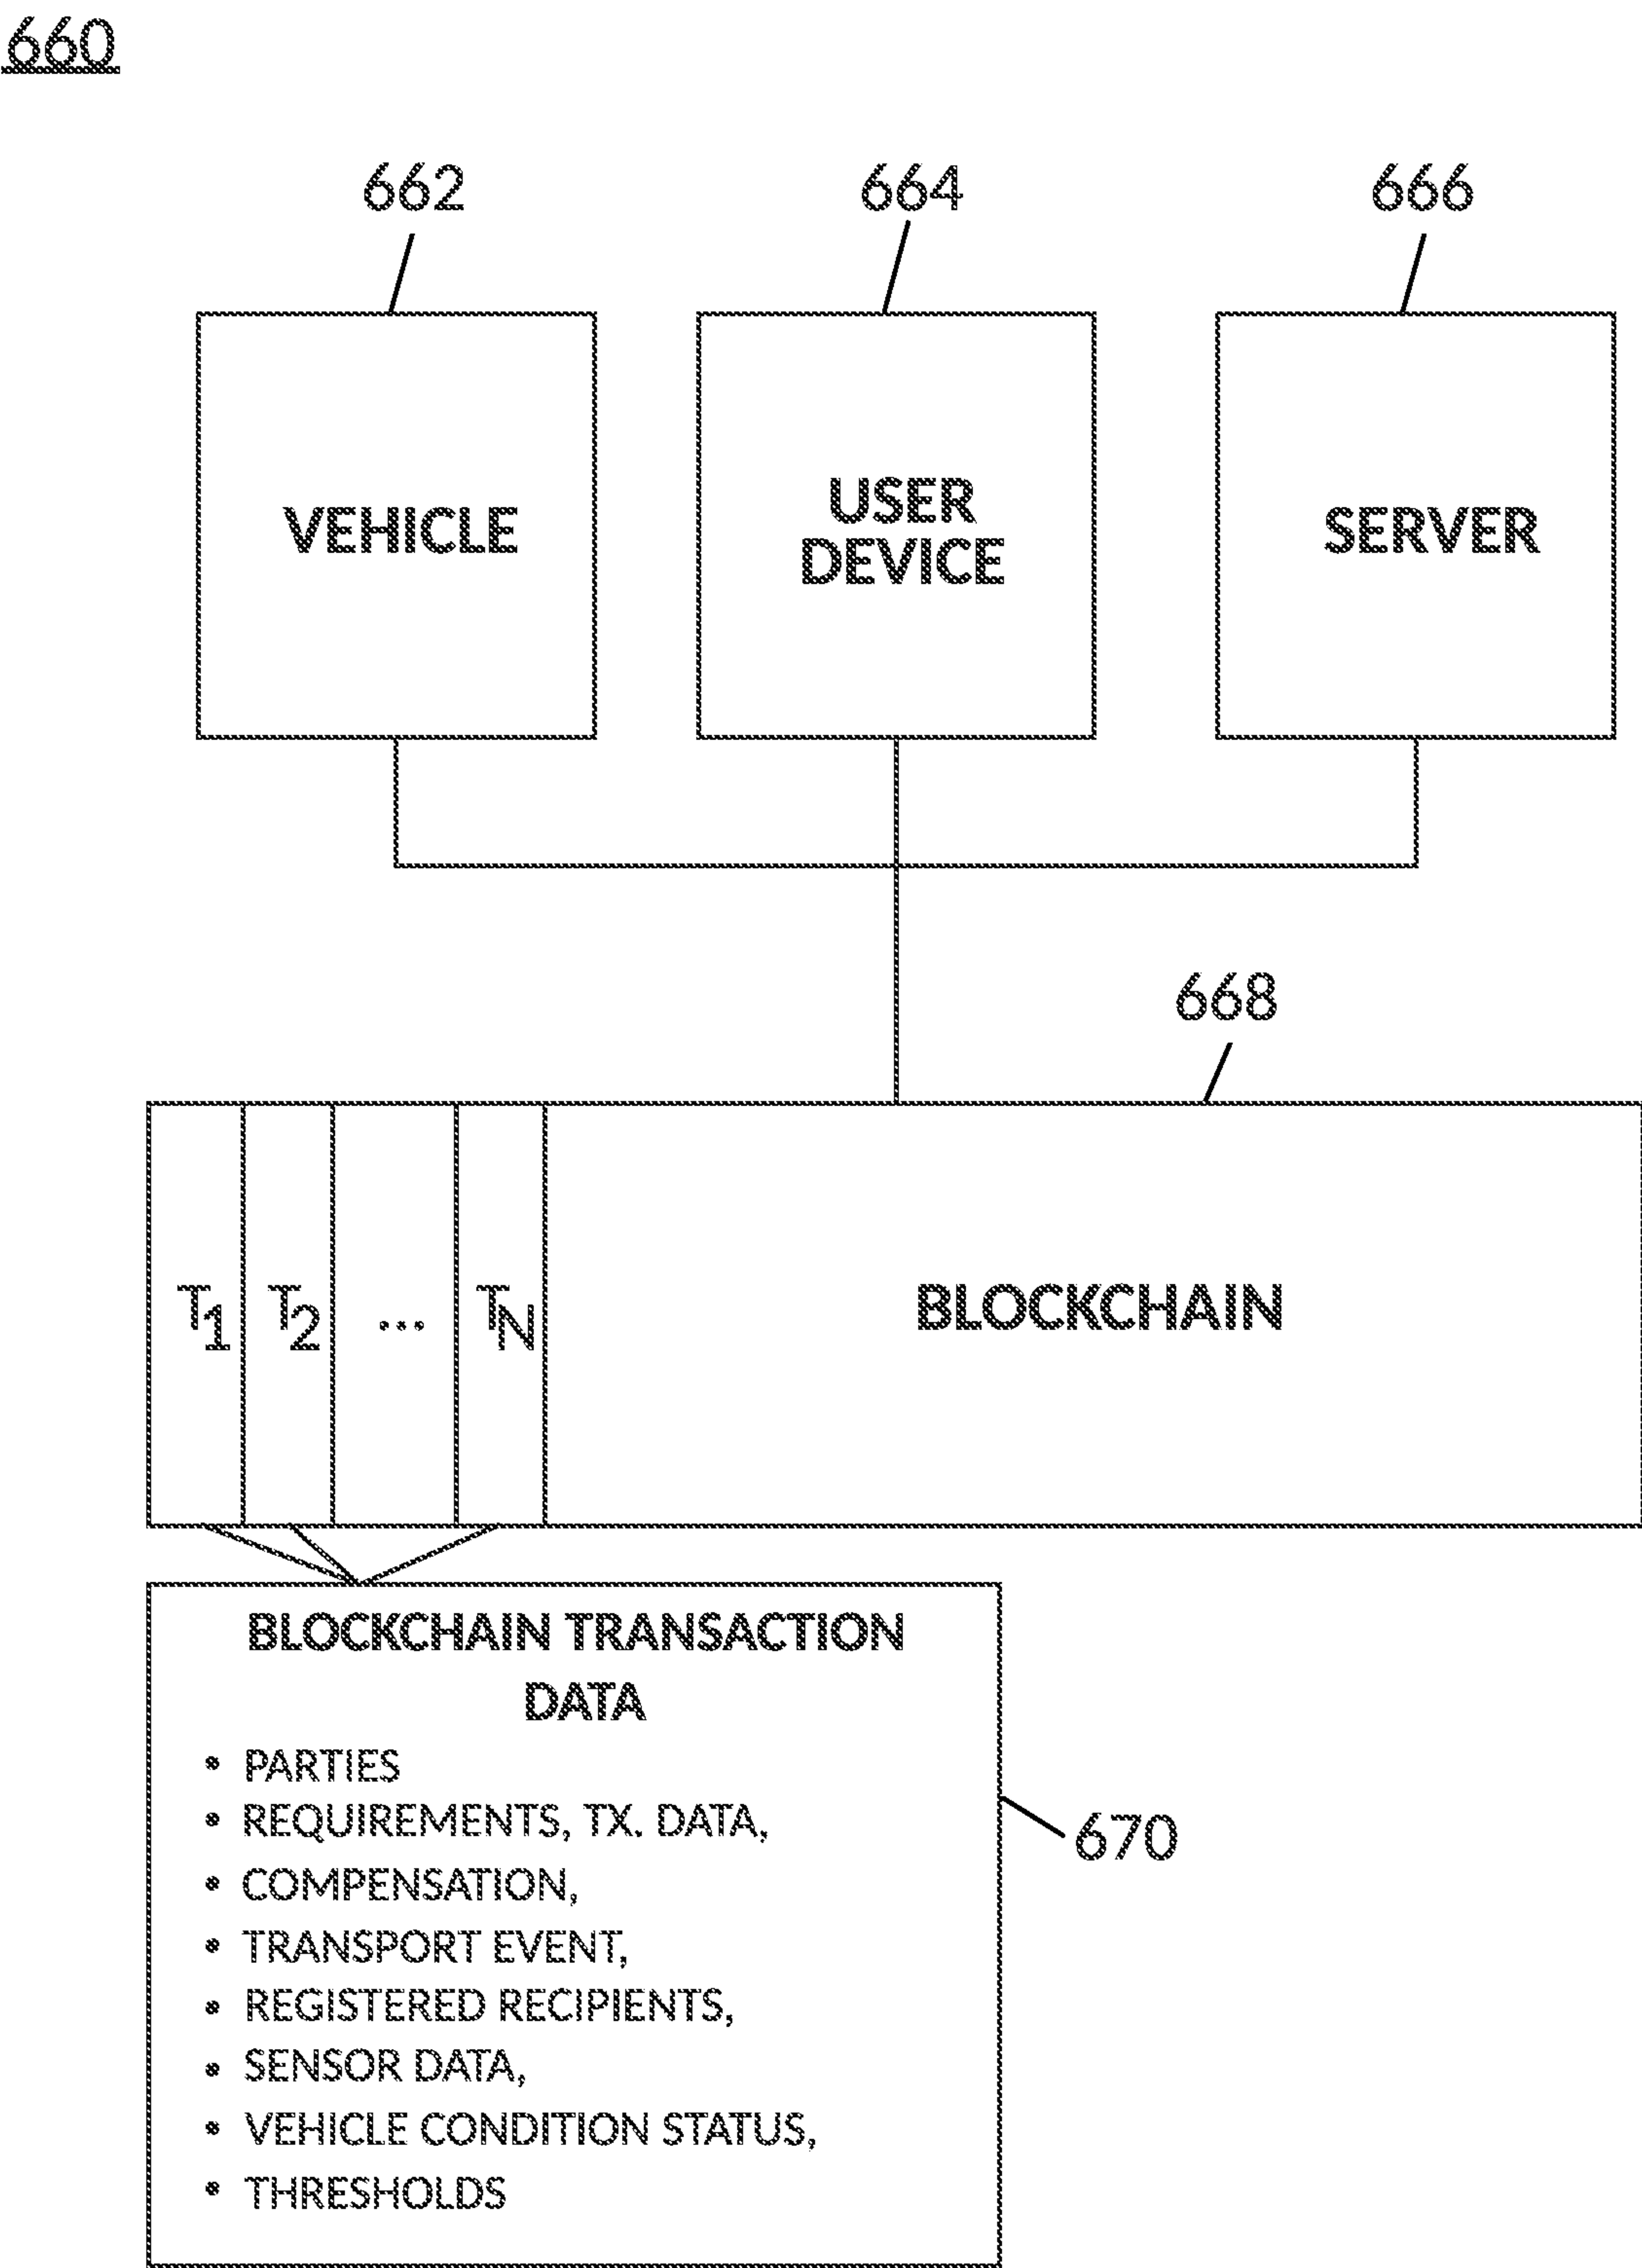 660
662
664
666
VEHICLE
USER
DEVICE
SERVER
668
T1
T2
...
TN
BLOCKCHAIN
BLOCKCHAIN TRANSACTION
DATA
• PARTIES
• REQUIREMENTS, TX. DATA,
• COMPENSATION,
• TRANSPORT EVENT,
• REGISTERED RECIPIENTS,
• SENSOR DATA,
• VEHICLE CONDITION STATUS,
• THRESHOLDS
670